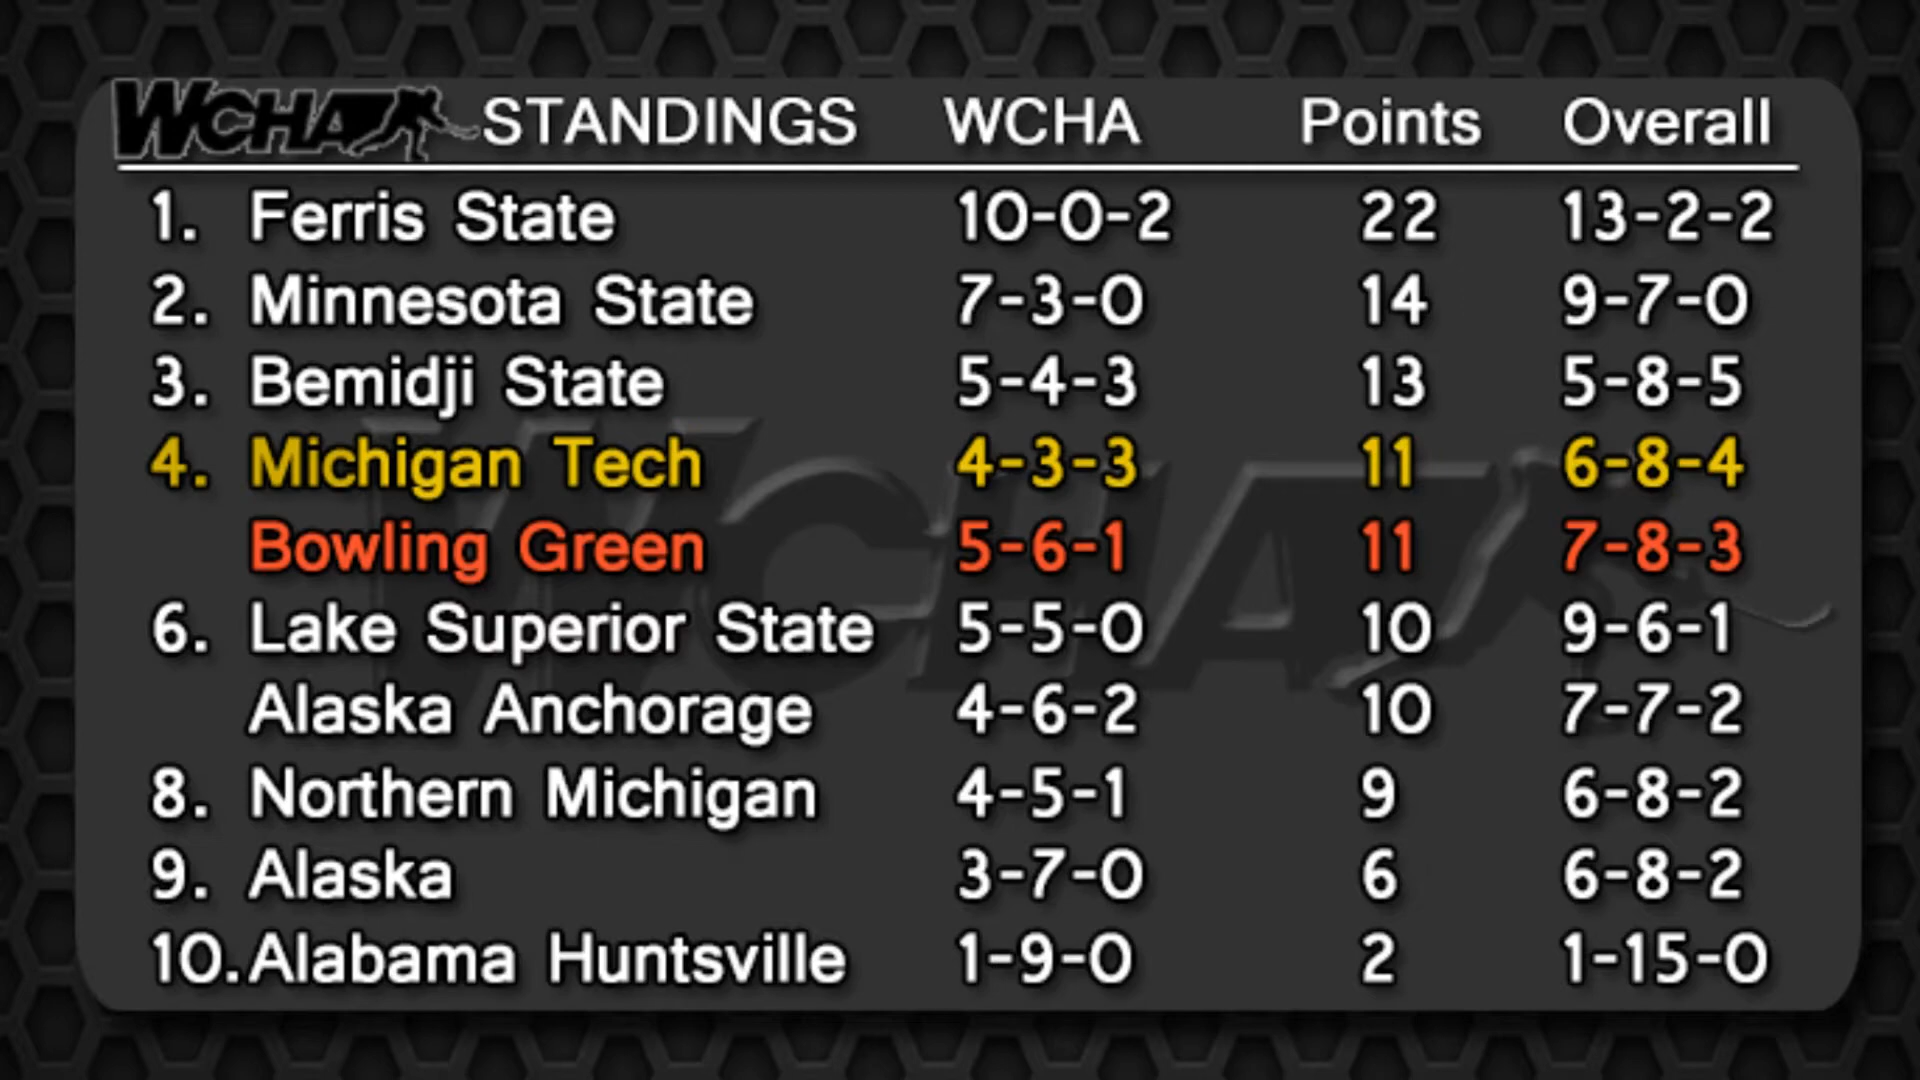 WCHA STANDINGS WCHA Points Overall
1. Ferris State 10-0-2 22 13-2-2
2. Minnesota State 7-3-0 14 9-7-0
3. Bemidji State 5-4-3 13 5-8-5
4. Michigan Tech 4-3-3 11 6-8-4
Bowling Green 5-6-1 11 7-8-3
6. Lake Superior State 5-5-0 10 9-6-1
Alaska Anchorage 4-6-2 10 7-7-2
8. Northern Michigan 4-5-1 9 6-8-2
9. Alaska 3-7-0 6 6-8-2
10. Alabama Huntsville 1-9-0 2 1-15-0
WCHA